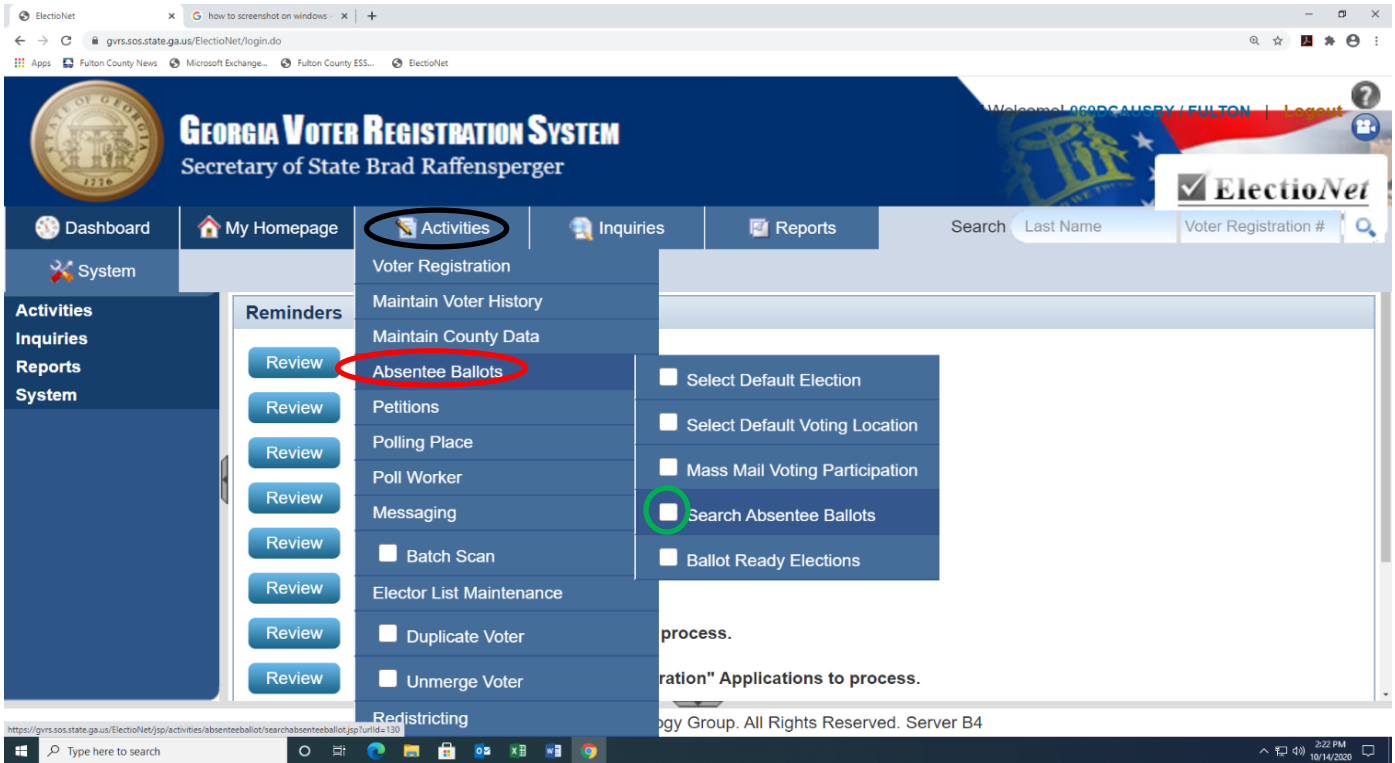 ElectioNet
how to screenshot on windows -
gvrs.sos.state.ga.us/ElectioNet/login.do
Apps Fulton County News Microsoft Exchange... Fulton County ESS... ElectioNet
STATE OF GEORGIA
1776
GEORGIA VOTER REGISTRATION SYSTEM
Secretary of State Brad Raffensperger
Welcome! 060DCAUSBY / FULTON | Logout
ElectioNet
Dashboard My Homepage Activities Inquiries Reports Search Last Name Voter Registration #
System
Activities
Inquiries
Reports
System
Reminders
Review
Review
Review
Review
Review
Review
Review
Review
Voter Registration
Maintain Voter History
Maintain County Data
Absentee Ballots
Petitions
Polling Place
Poll Worker
Messaging
Batch Scan
Elector List Maintenance
Duplicate Voter
Unmerge Voter
Redistricting
Select Default Election
Select Default Voting Location
Mass Mail Voting Participation
Search Absentee Ballots
Ballot Ready Elections
process.
ration" Applications to process.
ogy Group. All Rights Reserved. Server B4
https://gvrs.sos.state.ga.us/ElectioNet/jsp/activities/absenteeballot/searchabsenteeballot.jsp?urlId=130
Type here to search
2:22 PM
10/14/2020